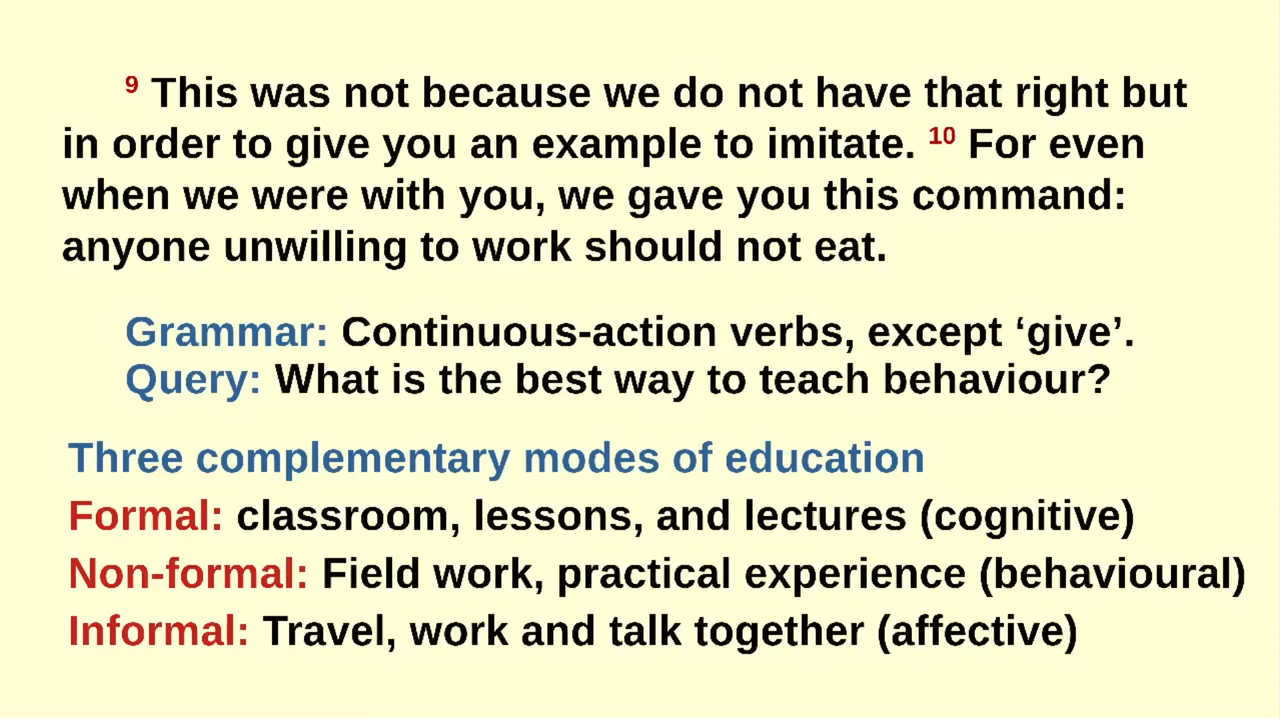 9 This was not because we do not have that right but
in order to give you an example to imitate. 10 For even
when we were with you, we gave you this command:
anyone unwilling to work should not eat.
Grammar: Continuous-action verbs, except ‘give’.
Query: What is the best way to teach behaviour?
Three complementary modes of education
Formal: classroom, lessons, and lectures (cognitive)
Non-formal: Field work, practical experience (behavioural)
Informal: Travel, work and talk together (affective)